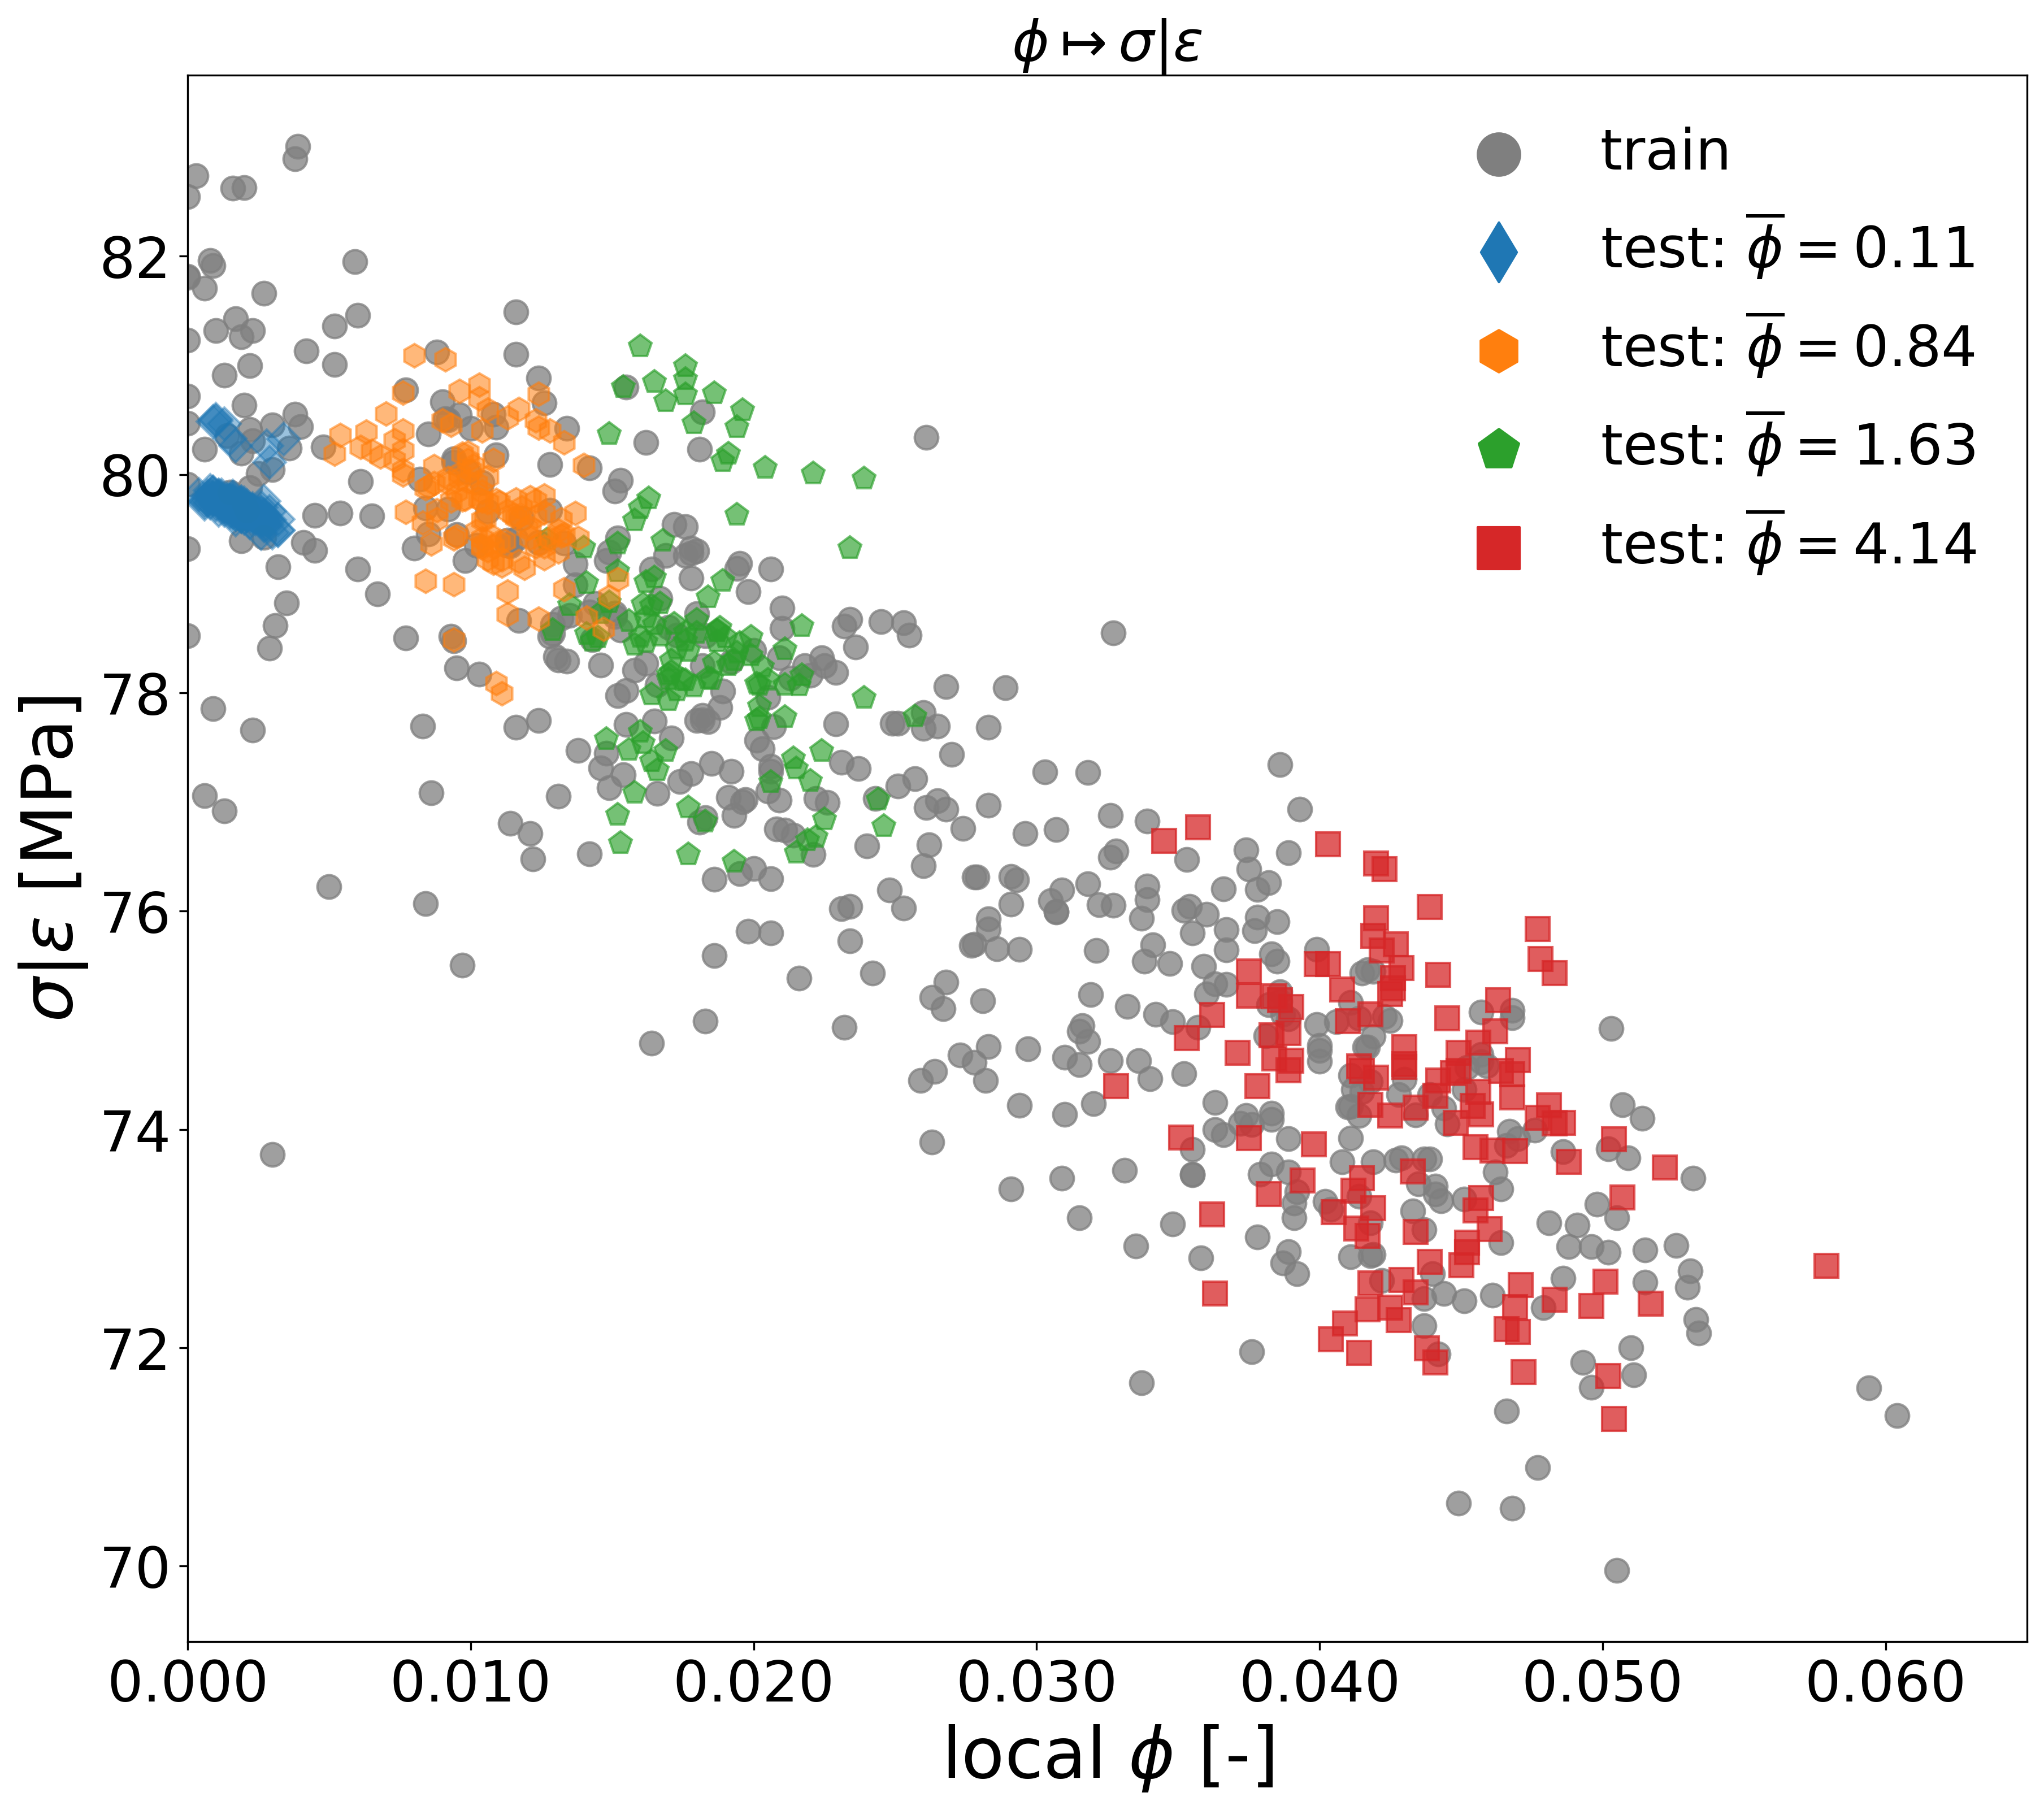 ϕ ↦ σ|ε
train
test: ϕ̅ = 0.11
test: ϕ̅ = 0.84
test: ϕ̅ = 1.63
test: ϕ̅ = 4.14
82
80
78
76
74
72
70
σ|ε [MPa]
0.000 0.010 0.020 0.030 0.040 0.050 0.060
local ϕ [-]